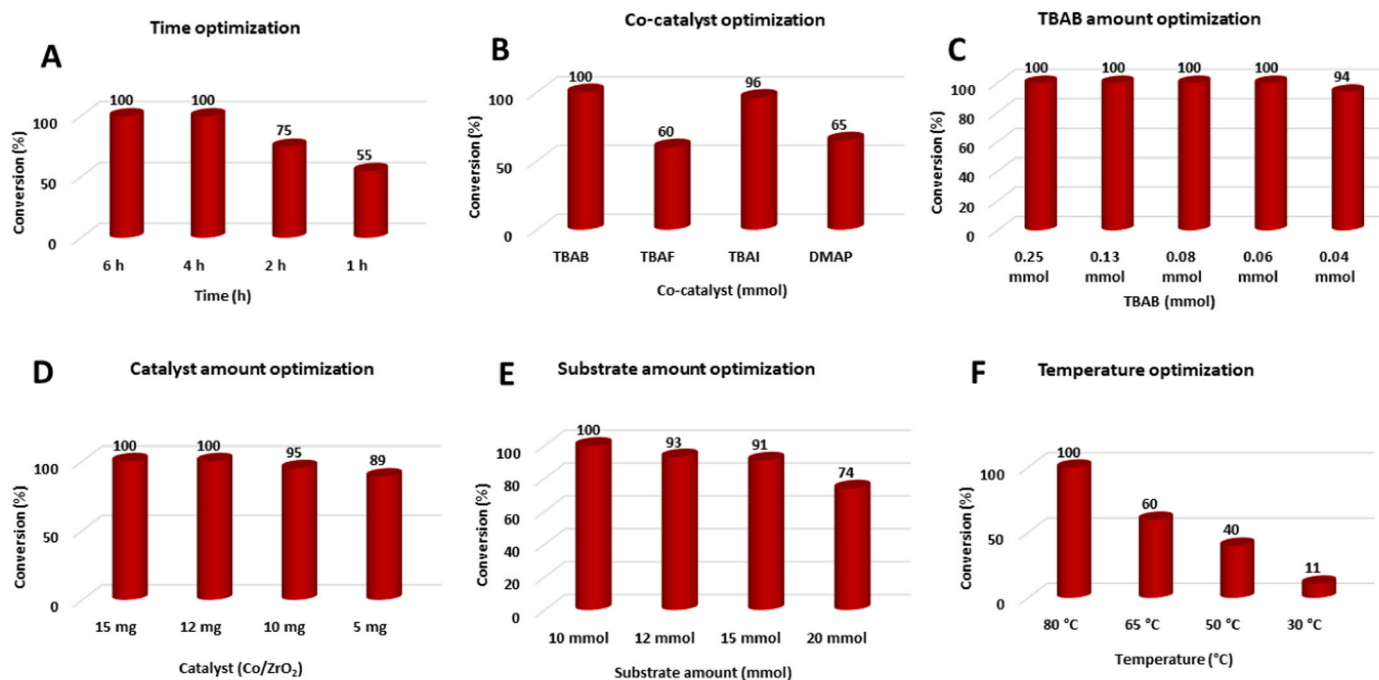 A
Time optimization
100
100
75
55
100
50
0
Conversion (%)
6 h
4 h
2 h
1 h
Time (h)
B
Co-catalyst optimization
100
60
96
65
100
50
0
Conversion (%)
TBAB
TBAF
TBAI
DMAP
Co-catalyst (mmol)
C
TBAB amount optimization
100
100
100
100
94
100
80
60
40
20
0
Conversion (%)
0.25 mmol
0.13 mmol
0.08 mmol
0.06 mmol
0.04 mmol
TBAB (mmol)
D
Catalyst amount optimization
100
100
95
89
100
50
0
Conversion (%)
15 mg
12 mg
10 mg
5 mg
Catalyst (Co/ZrO₂)
E
Substrate amount optimization
100
93
91
74
100
80
60
40
20
0
Conversion (%)
10 mmol
12 mmol
15 mmol
20 mmol
Substrate amount (mmol)
F
Temperature optimization
100
60
40
11
100
50
0
Conversion (%)
80 °C
65 °C
50 °C
30 °C
Temperature (°C)